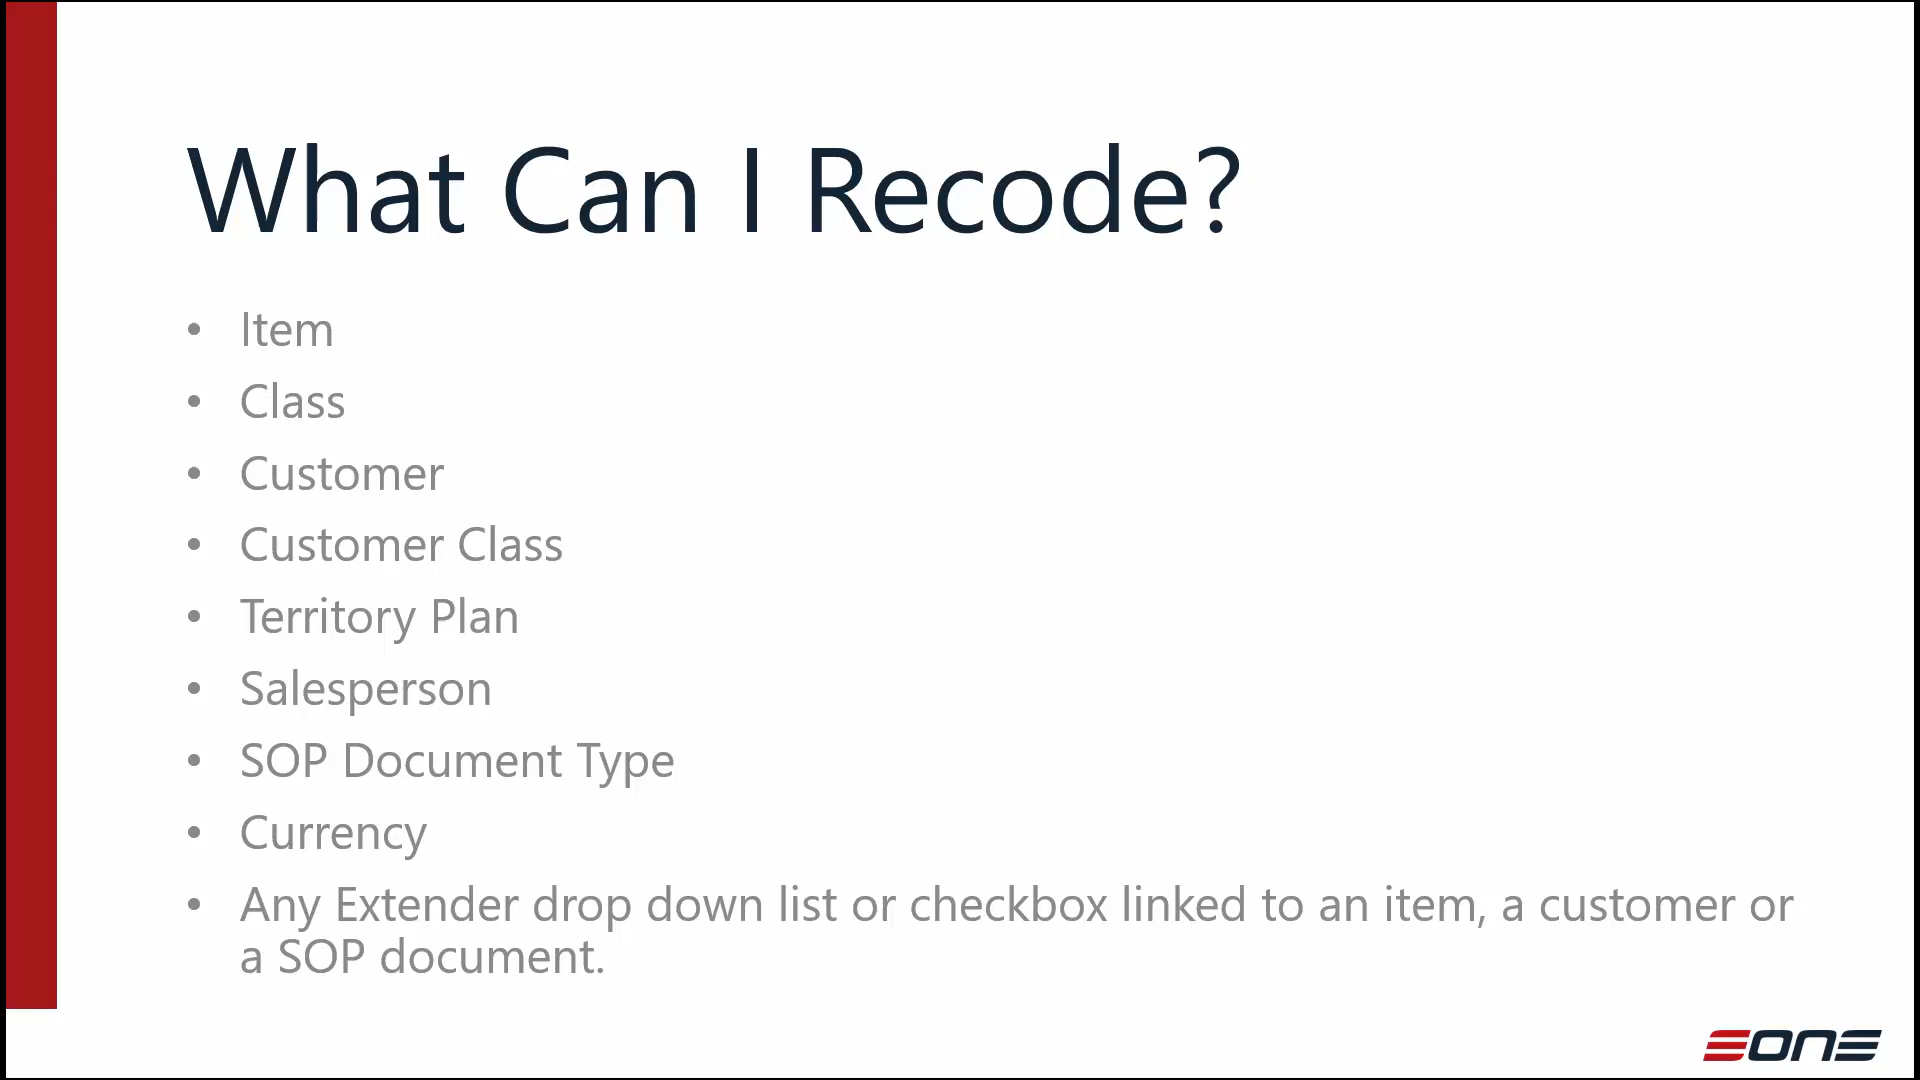 What Can I Recode?
• Item
• Class
• Customer
• Customer Class
• Territory Plan
• Salesperson
• SOP Document Type
• Currency
• Any Extender drop down list or checkbox linked to an item, a customer or
a SOP document.
EONE